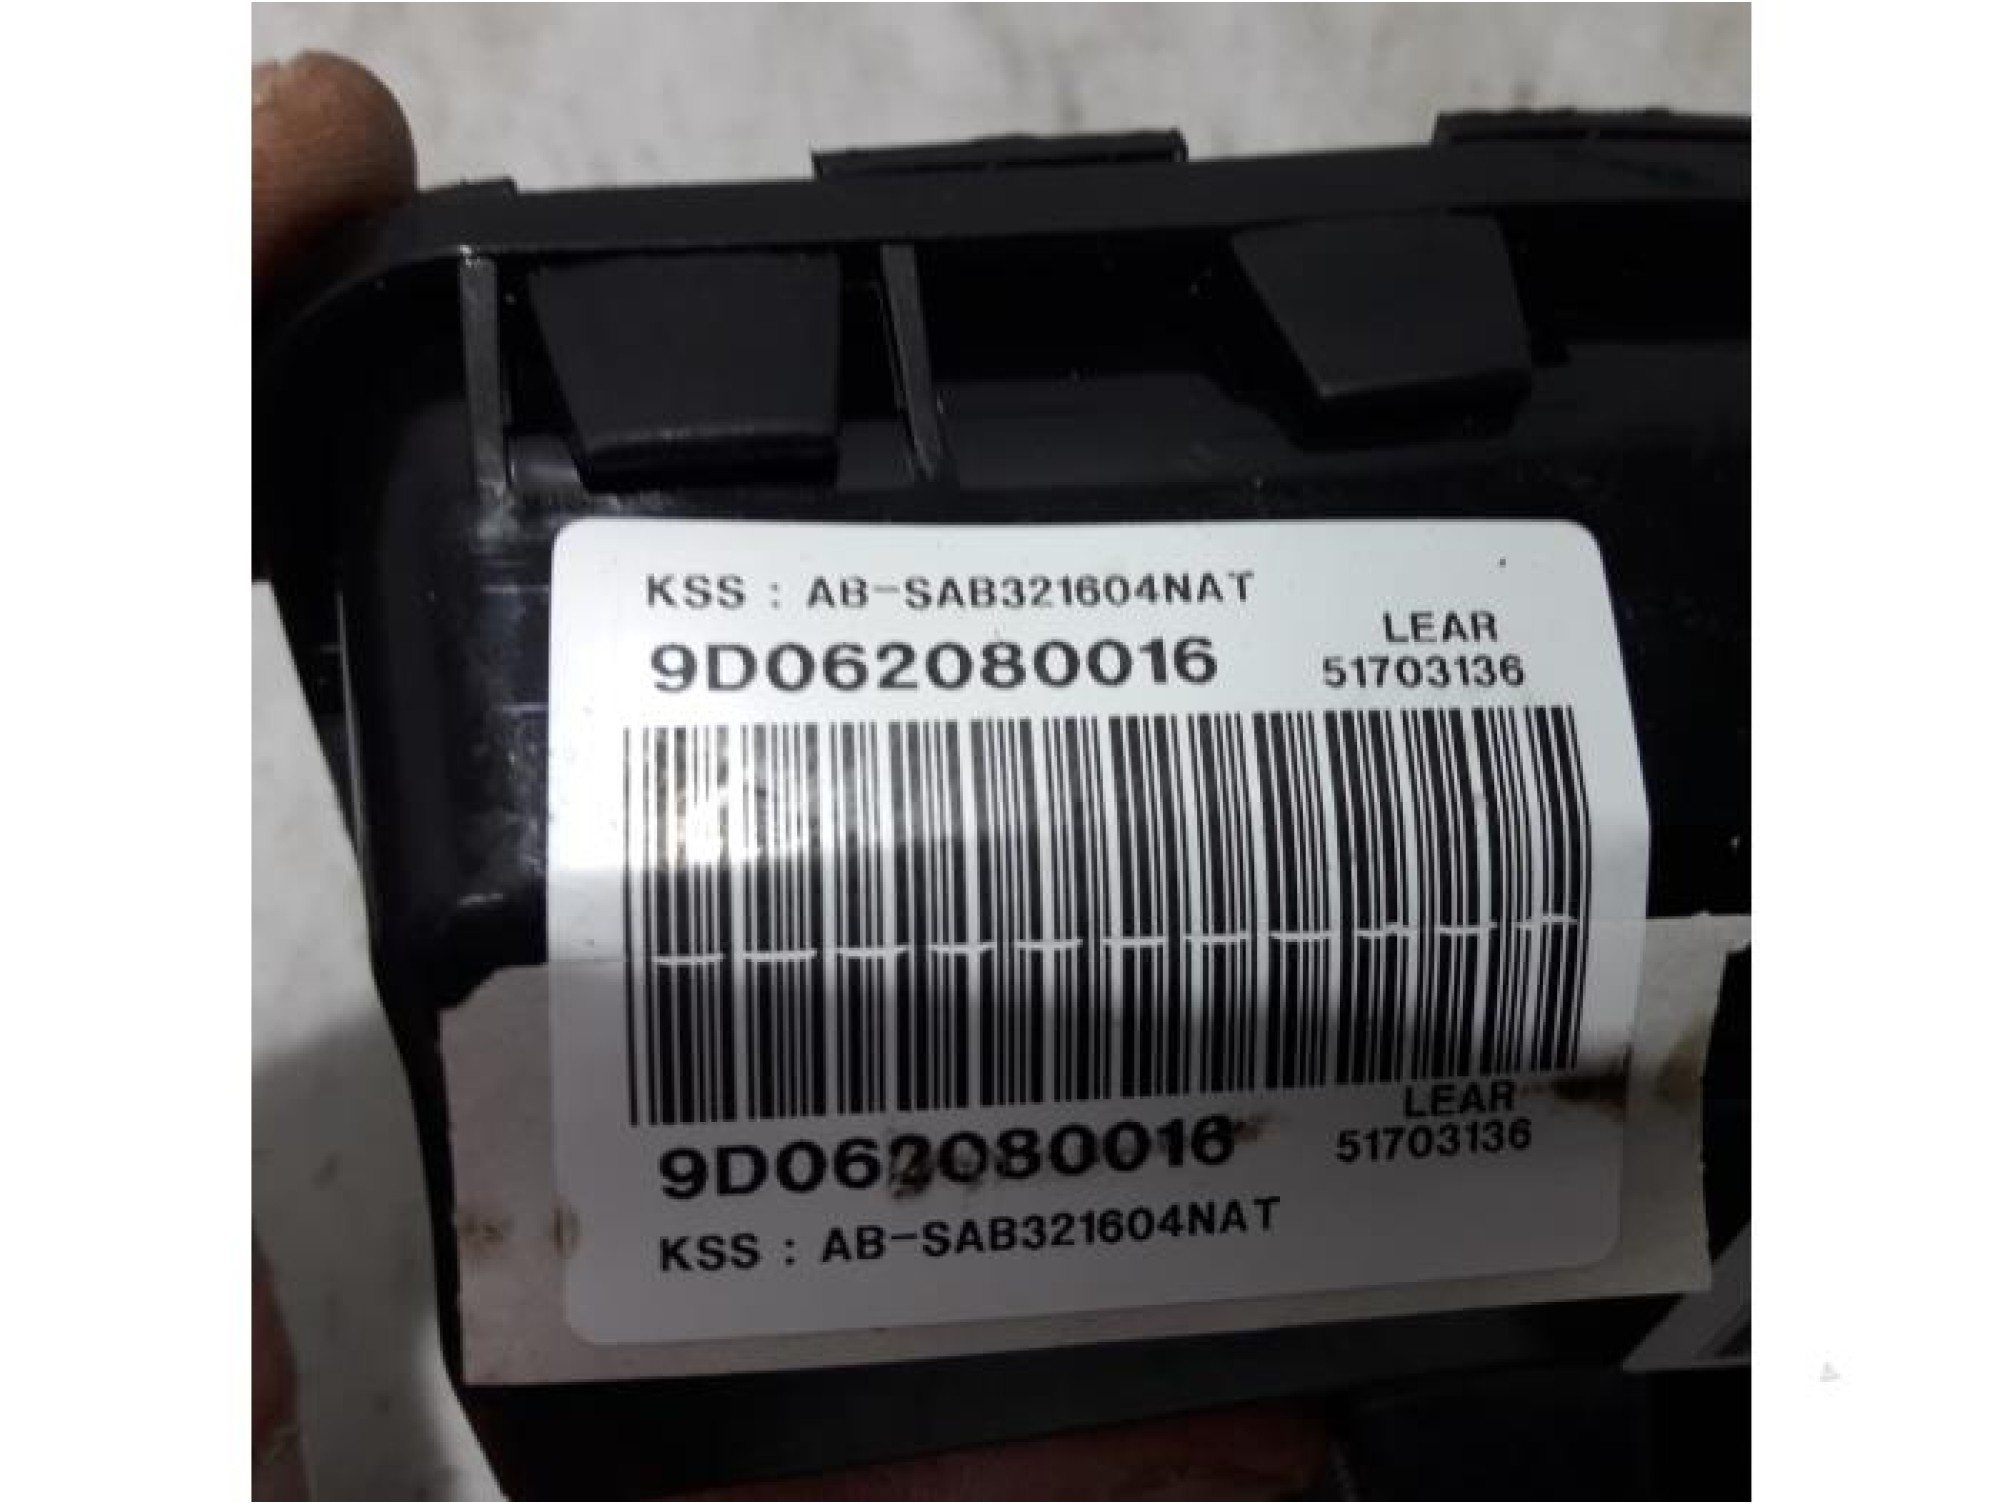 KSS : AB-SAB321604NAT
9D062080016
LEAR
51703136
LEAR
9D062080016
51703136
KSS : AB-SAB321604NAT